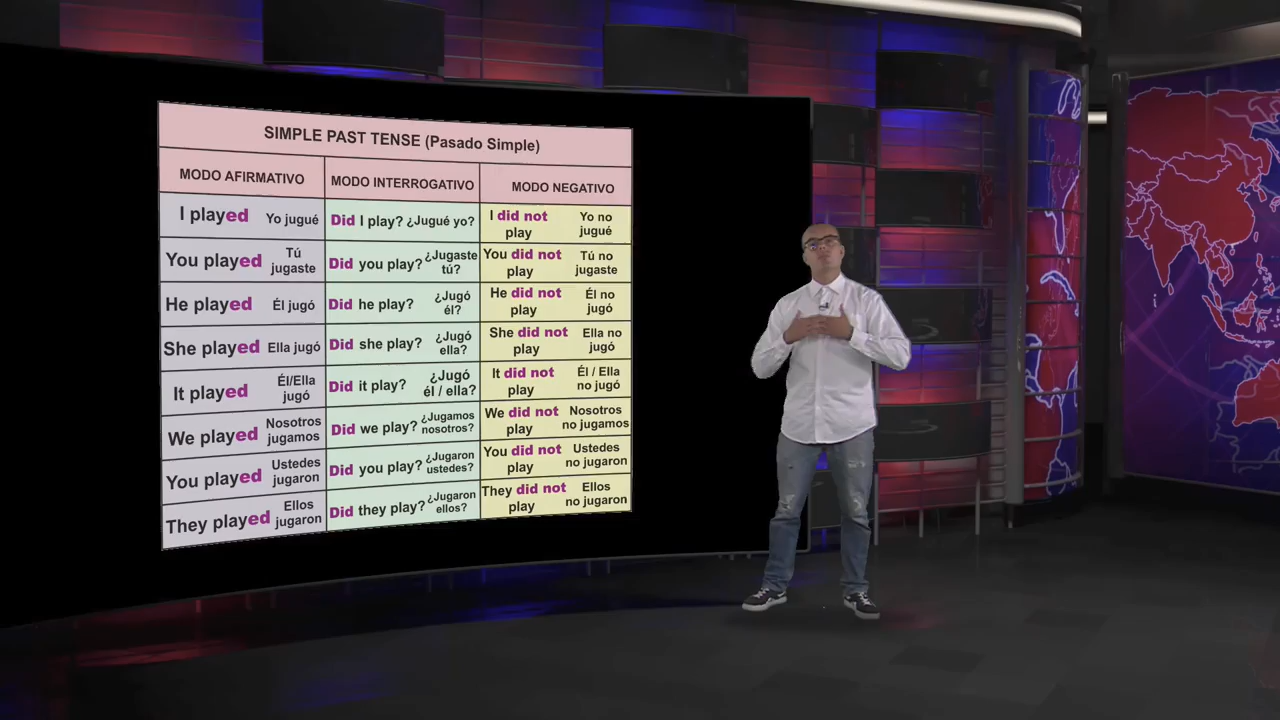 SIMPLE PAST TENSE (Pasado Simple)
MODO AFIRMATIVO MODO INTERROGATIVO MODO NEGATIVO
I played Yo jugué Did I play? ¿Jugué yo? I did not play Yo no jugué
You played Tú jugaste Did you play? ¿Jugaste tú? You did not play Tú no jugaste
He played Él jugó Did he play? ¿Jugó él? He did not play Él no jugó
She played Ella jugó Did she play? ¿Jugó ella? She did not play Ella no jugó
It played Él/Ella jugó Did it play? ¿Jugó él / ella? It did not play Él / Ella no jugó
We played Nosotros jugamos Did we play? ¿Jugamos nosotros? We did not play Nosotros no jugamos
You played Ustedes jugaron Did you play? ¿Jugaron ustedes? You did not play Ustedes no jugaron
They played Ellos jugaron Did they play? ¿Jugaron ellos? They did not play Ellos no jugaron